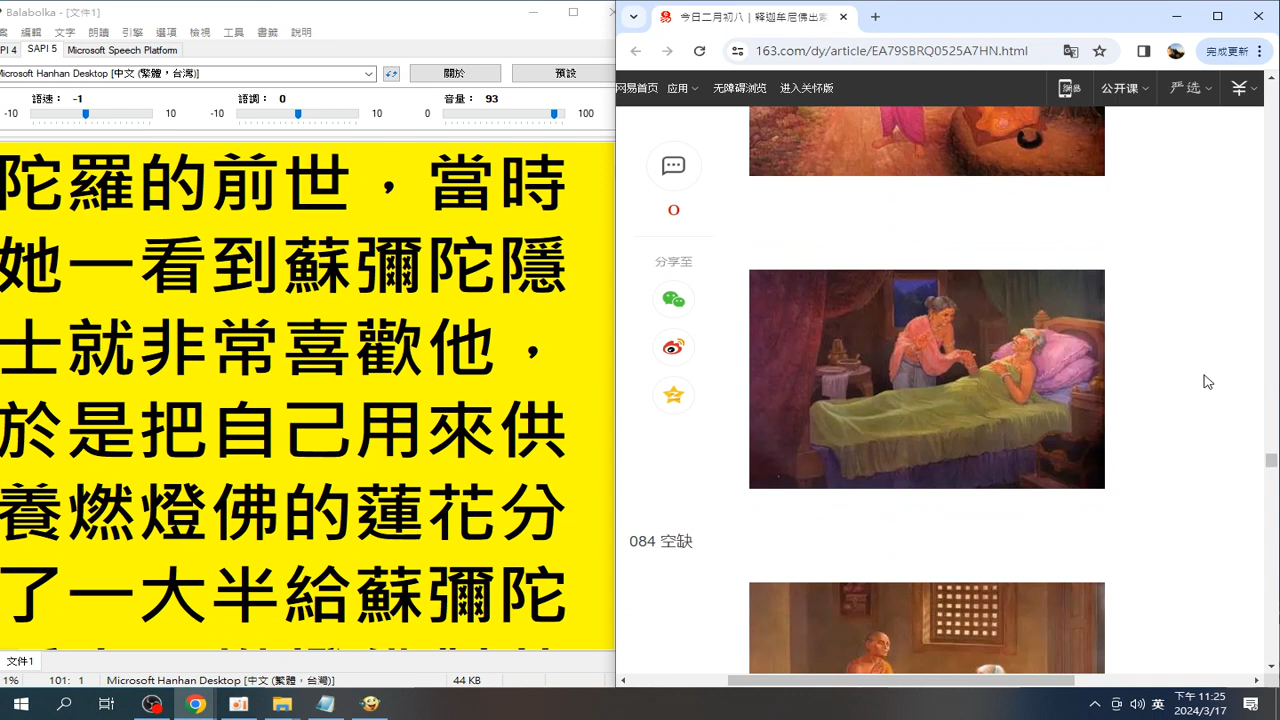 Balabolka - [文件1]
案 編輯 文字 朗讀 引擎 選項 檢視 工具 書籤 說明
PI 4 SAPI 5 Microsoft Speech Platform
Microsoft Hanhan Desktop [中文 (繁體，台灣)] 關於 預設
語速： -1 語調： 0 音量： 93
-10 10 -10 10 0 100
陀羅的前世，當時
她一看到蘇彌陀隱
士就非常喜歡他，
於是把自己用來供
養燃燈佛的蓮花分
了一大半給蘇彌陀
文件1
1% 101: 1 Microsoft Hanhan Desktop [中文 (繁體，台灣)] 44 KB
今日二月初八｜释迦牟尼佛出家
163.com/dy/article/EA79SBRQ0525A7HN.html 完成更新
网易首页 应用 无障碍浏览 进入关怀版 公开课 严选
0
分享至
084 空缺
英 下午 11:25
2024/3/17